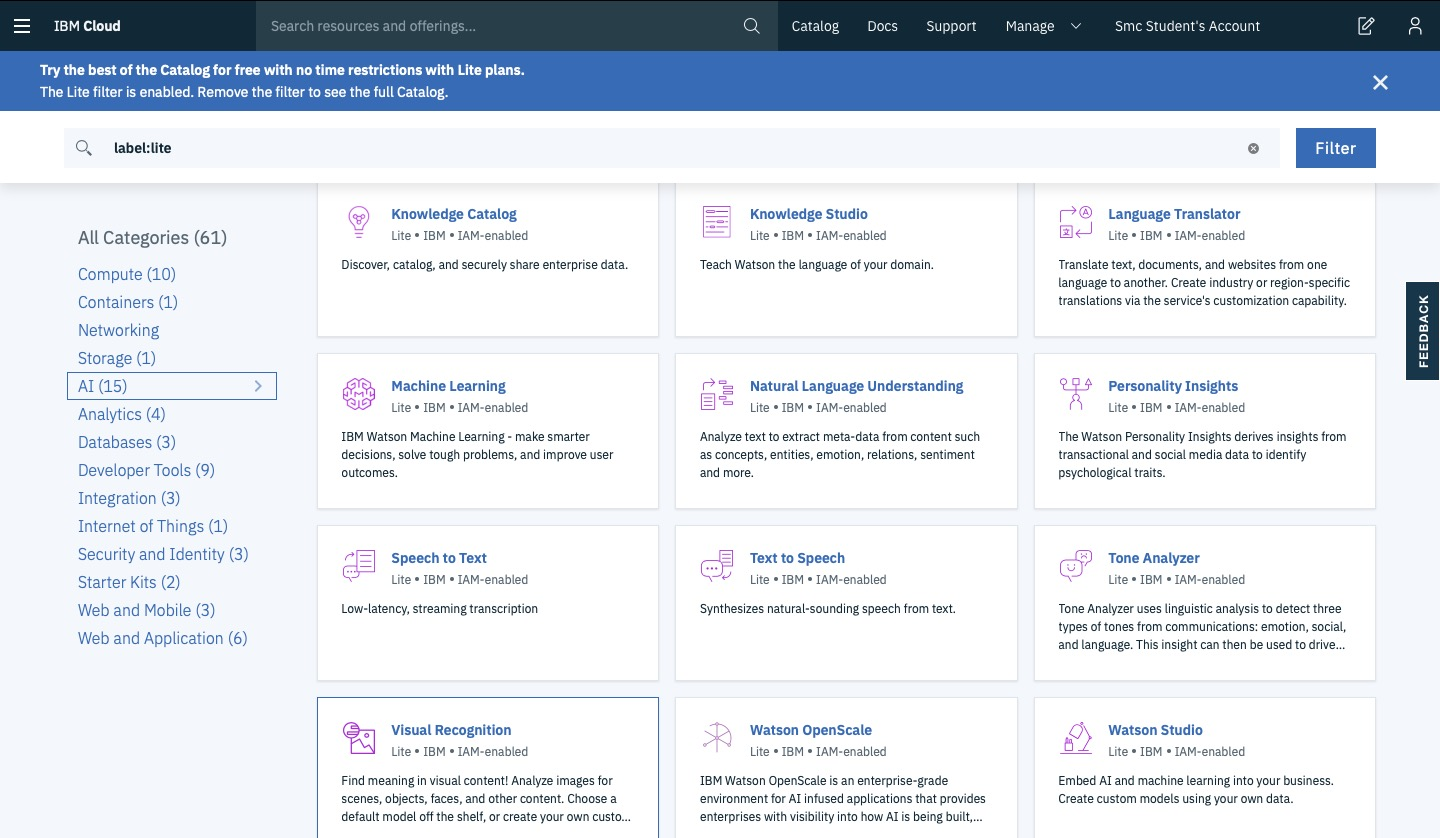 IBM Cloud
Search resources and offerings...
Catalog
Docs
Support
Manage
Smc Student's Account
Try the best of the Catalog for free with no time restrictions with Lite plans.
The Lite filter is enabled. Remove the filter to see the full Catalog.
label:lite
Filter
All Categories (61)
Compute (10)
Containers (1)
Networking
Storage (1)
AI (15)
Analytics (4)
Databases (3)
Developer Tools (9)
Integration (3)
Internet of Things (1)
Security and Identity (3)
Starter Kits (2)
Web and Mobile (3)
Web and Application (6)
Knowledge Catalog
Lite • IBM • IAM-enabled
Discover, catalog, and securely share enterprise data.
Knowledge Studio
Lite • IBM • IAM-enabled
Teach Watson the language of your domain.
Language Translator
Lite • IBM • IAM-enabled
Translate text, documents, and websites from one
language to another. Create industry or region-specific
translations via the service's customization capability.
Machine Learning
Lite • IBM • IAM-enabled
IBM Watson Machine Learning - make smarter
decisions, solve tough problems, and improve user
outcomes.
Natural Language Understanding
Lite • IBM • IAM-enabled
Analyze text to extract meta-data from content such
as concepts, entities, emotion, relations, sentiment
and more.
Personality Insights
Lite • IBM • IAM-enabled
The Watson Personality Insights derives insights from
transactional and social media data to identify
psychological traits.
Speech to Text
Lite • IBM • IAM-enabled
Low-latency, streaming transcription
Text to Speech
Lite • IBM • IAM-enabled
Synthesizes natural-sounding speech from text.
Tone Analyzer
Lite • IBM • IAM-enabled
Tone Analyzer uses linguistic analysis to detect three
types of tones from communications: emotion, social,
and language. This insight can then be used to drive...
Visual Recognition
Lite • IBM • IAM-enabled
Find meaning in visual content! Analyze images for
scenes, objects, faces, and other content. Choose a
default model off the shelf, or create your own custo...
Watson OpenScale
Lite • IBM • IAM-enabled
IBM Watson OpenScale is an enterprise-grade
environment for AI infused applications that provides
enterprises with visibility into how AI is being built,...
Watson Studio
Lite • IBM • IAM-enabled
Embed AI and machine learning into your business.
Create custom models using your own data.
FEEDBACK